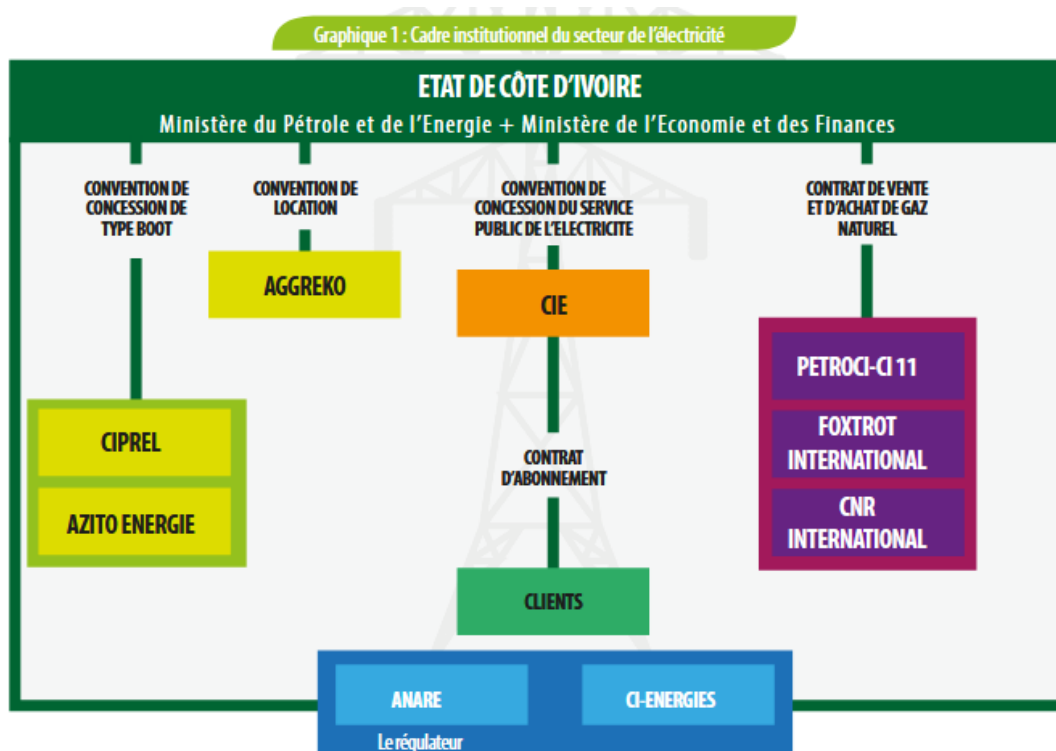 Graphique 1 : Cadre institutionnel du secteur de l'électricité
ETAT DE CÔTE D'IVOIRE
Ministère du Pétrole et de l'Energie + Ministère de l'Economie et des Finances
CONVENTION DE
CONCESSION DE
TYPE BOOT
CONVENTION DE
LOCATION
CONVENTION DE
CONCESSION DU SERVICE
PUBLIC DE L'ELECTRICITE
CONTRAT DE VENTE
ET D'ACHAT DE GAZ
NATUREL
AGGREKO
CIE
PETROCI-CI 11
FOXTROT
INTERNATIONAL
CNR
INTERNATIONAL
CIPREL
AZITO ENERGIE
CONTRAT
D'ABONNEMENT
CLIENTS
ANARE
CI-ENERGIES
Le régulateur